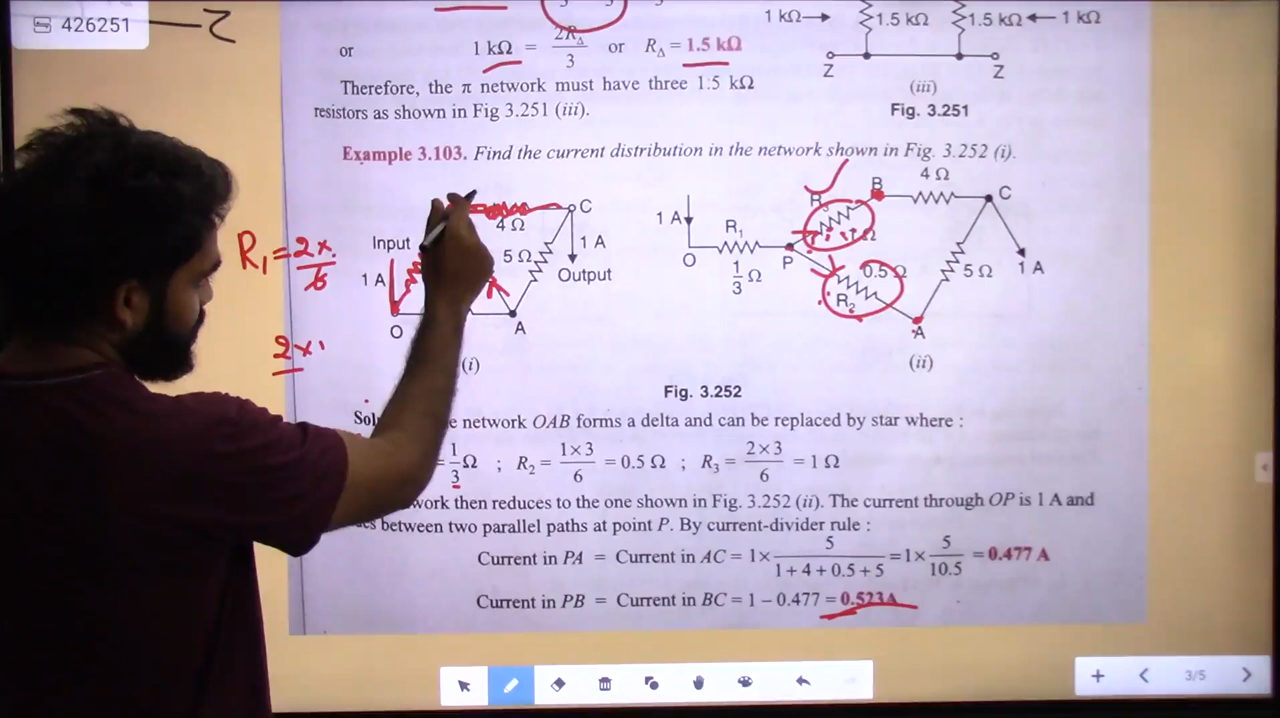 426251
2
or 1 kΩ = 2R∆/3 or R∆ = 1.5 kΩ
1 kΩ 1.5 kΩ 1.5 kΩ 1 kΩ
Z Z
(iii)
Fig. 3.251
Therefore, the π network must have three 1.5 kΩ
resistors as shown in Fig 3.251 (iii).
Example 3.103. Find the current distribution in the network shown in Fig. 3.252 (i).
Input
1 A
O
4 Ω
C
5 Ω
1 A
Output
A
(i)
R₁ = 2×/6
2×1
1 A
O
R₁
1/3 Ω
P
B
4 Ω
C
0.5 Ω
R₂
5 Ω
1 A
A
(ii)
Fig. 3.252
network OAB forms a delta and can be replaced by star where :
1/3 Ω ; R₂ = 1×3/6 = 0.5 Ω ; R₃ = 2×3/6 = 1 Ω
then reduces to the one shown in Fig. 3.252 (ii). The current through OP is 1 A and
between two parallel paths at point P. By current-divider rule :
Current in PA = Current in AC = 1× 5/(1+4+0.5+5) = 1× 5/10.5 = 0.477 A
Current in PB = Current in BC = 1 – 0.477 = 0.523A
3/5